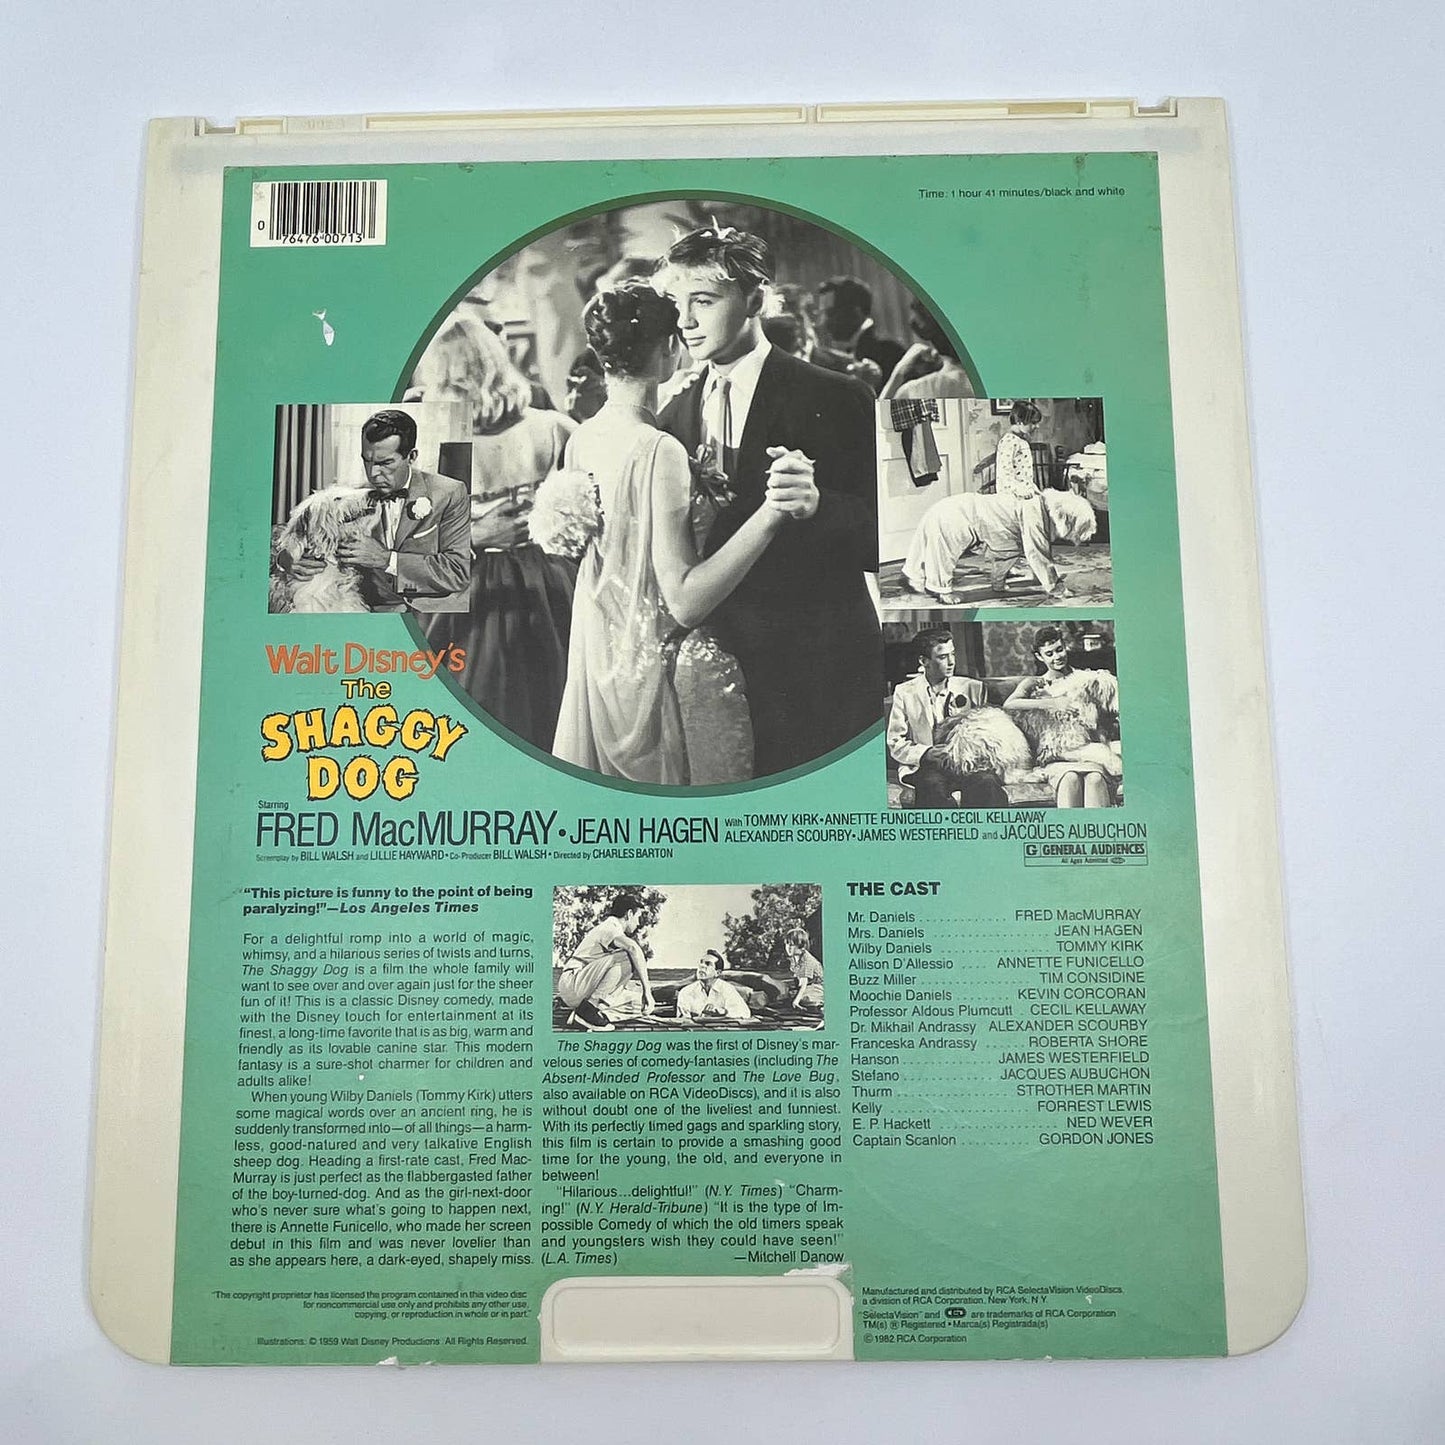 0
76476 00713
Time: 1 hour 41 minutes/black and white
Walt Disney's
The
SHAGGY
DOG
Starring
FRED MacMURRAY • JEAN HAGEN With TOMMY KIRK • ANNETTE FUNICELLO • CECIL KELLAWAY
ALEXANDER SCOURBY • JAMES WESTERFIELD and JACQUES AUBUCHON
Screenplay by BILL WALSH and LILLIE HAYWARD • Co-Producer BILL WALSH • Directed by CHARLES BARTON
G GENERAL AUDIENCES
All Ages Admitted
"This picture is funny to the point of being
paralyzing!"—Los Angeles Times
For a delightful romp into a world of magic,
whimsy, and a hilarious series of twists and turns,
The Shaggy Dog is a film the whole family will
want to see over and over again just for the sheer
fun of it! This is a classic Disney comedy, made
with the Disney touch for entertainment at its
finest, a long-time favorite that is as big, warm and
friendly as its lovable canine star. This modern
fantasy is a sure-shot charmer for children and
adults alike!
When young Wilby Daniels (Tommy Kirk) utters
some magical words over an ancient ring, he is
suddenly transformed into—of all things—a harm-
less, good-natured and very talkative English
sheep dog. Heading a first-rate cast, Fred Mac-
Murray is just perfect as the flabbergasted father
of the boy-turned-dog. And as the girl-next-door
who's never sure what's going to happen next,
there is Annette Funicello, who made her screen
debut in this film and was never lovelier than
as she appears here, a dark-eyed, shapely miss.
The Shaggy Dog was the first of Disney's mar-
velous series of comedy-fantasies (including The
Absent-Minded Professor and The Love Bug,
also available on RCA VideoDiscs), and it is also
without doubt one of the liveliest and funniest.
With its perfectly timed gags and sparkling story,
this film is certain to provide a smashing good
time for the young, the old, and everyone in
between!
"Hilarious...delightful!" (N.Y. Times) "Charm-
ing!" (N.Y. Herald-Tribune) "It is the type of Im-
possible Comedy of which the old timers speak
and youngsters wish they could have seen!"
(L.A. Times) —Mitchell Danow
THE CAST
Mr. Daniels ............. FRED MacMURRAY
Mrs. Daniels ................. JEAN HAGEN
Wilby Daniels ................. TOMMY KIRK
Allison D'Allessio .... ANNETTE FUNICELLO
Buzz Miller ................. TIM CONSIDINE
Moochie Daniels ........ KEVIN CORCORAN
Professor Aldous Plumcutt . CECIL KELLAWAY
Dr. Mikhail Andrassy ALEXANDER SCOURBY
Franceska Andrassy ...... ROBERTA SHORE
Hanson .............. JAMES WESTERFIELD
Stefano .............. JACQUES AUBUCHON
Thurm ................. STROTHER MARTIN
Kelly ....................... FORREST LEWIS
E. P. Hackett .................... NED WEVER
Captain Scanlon .......... GORDON JONES
"The copyright proprietor has licensed the program contained in this video disc
for noncommercial use only and prohibits any other use,
copying, or reproduction in whole or in part."
Illustrations: © 1959 Walt Disney Productions. All Rights Reserved.
Manufactured and distributed by RCA SelectaVision VideoDiscs,
a division of RCA Corporation, New York, N.Y.
"SelectaVision" and CED are trademarks of RCA Corporation
TM(s) ® Registered • Marca(s) Registrada(s)
© 1982 RCA Corporation